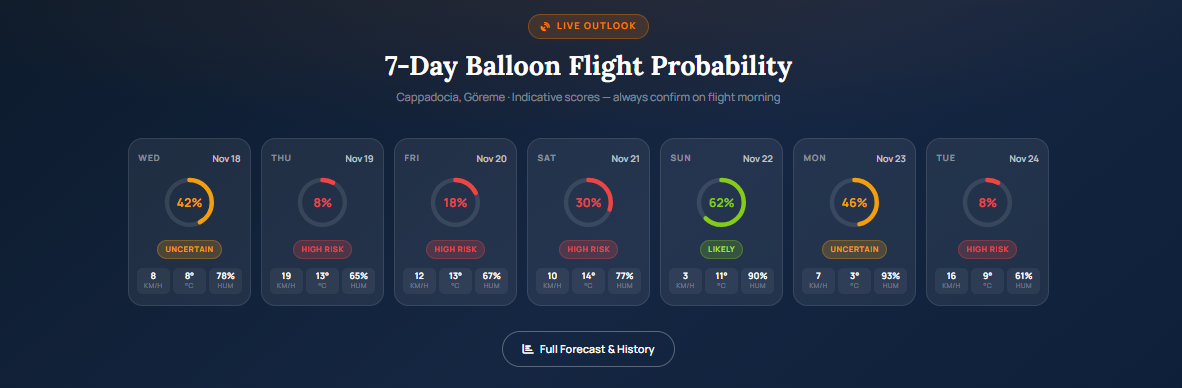 LIVE OUTLOOK
7-Day Balloon Flight Probability
Cappadocia, Göreme · Indicative scores — always confirm on flight morning
WED Nov 18
42%
UNCERTAIN
8 8° 78%
KM/H °C HUM
THU Nov 19
8%
HIGH RISK
19 13° 65%
KM/H °C HUM
FRI Nov 20
18%
HIGH RISK
12 13° 67%
KM/H °C HUM
SAT Nov 21
30%
HIGH RISK
10 14° 77%
KM/H °C HUM
SUN Nov 22
62%
LIKELY
3 11° 90%
KM/H °C HUM
MON Nov 23
46%
UNCERTAIN
7 3° 93%
KM/H °C HUM
TUE Nov 24
8%
HIGH RISK
16 9° 61%
KM/H °C HUM
Full Forecast & History